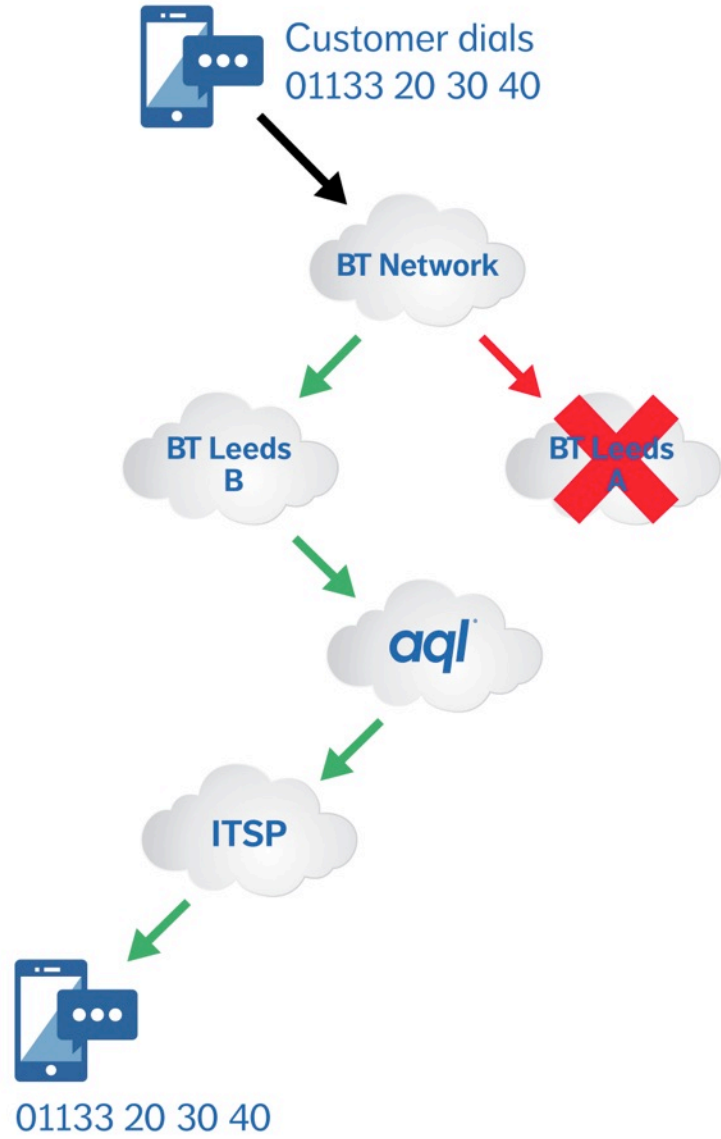 Customer dials
01133 20 30 40
BT Network
BT Leeds
B
BT Leeds
A
aql
ITSP
01133 20 30 40